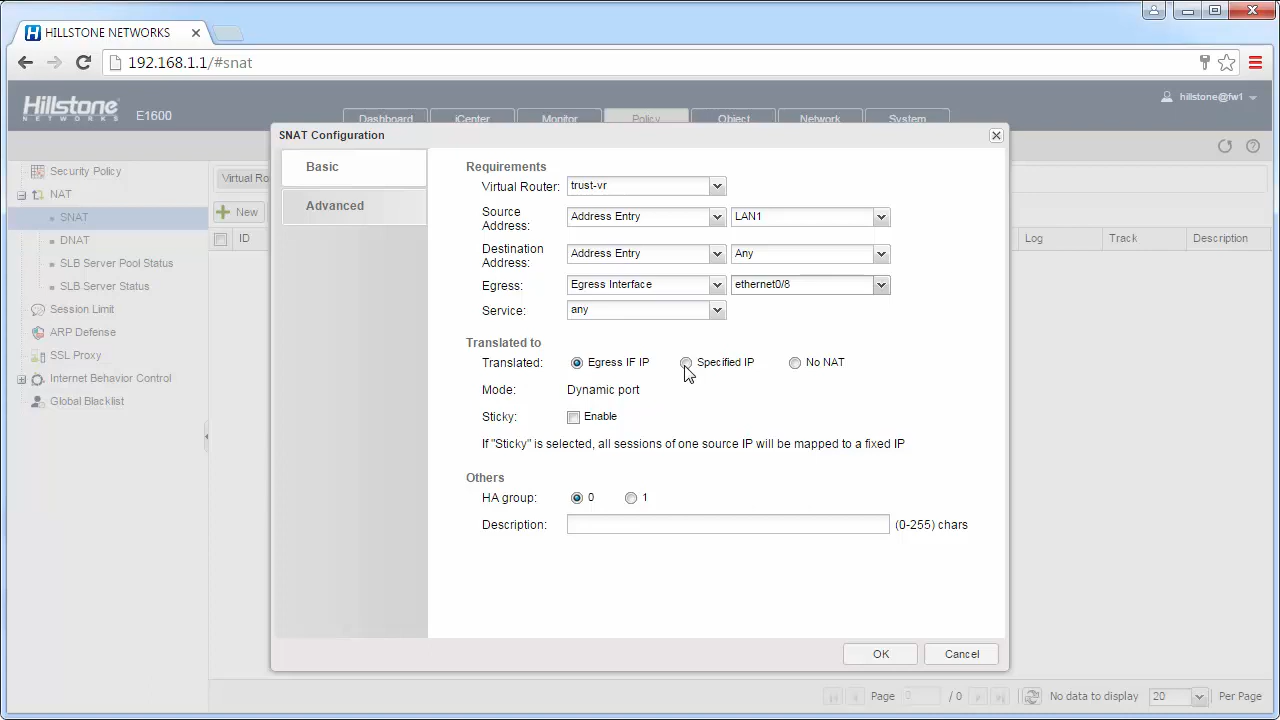 HILLSTONE NETWORKS
192.168.1.1/#snat
Hillstone NETWORKS E1600
Dashboard iCenter Monitor Policy Object Network System
hillstone@fw1
SNAT Configuration
Security Policy
NAT
SNAT
DNAT
SLB Server Pool Status
SLB Server Status
Session Limit
ARP Defense
SSL Proxy
Internet Behavior Control
Global Blacklist
Virtual Ro
New
ID
Log Track Description
Basic
Advanced
Requirements
Virtual Router: trust-vr
Source Address: Address Entry LAN1
Destination Address: Address Entry Any
Egress: Egress Interface ethernet0/8
Service: any
Translated to
Translated: Egress IF IP Specified IP No NAT
Mode: Dynamic port
Sticky: Enable
If "Sticky" is selected, all sessions of one source IP will be mapped to a fixed IP
Others
HA group: 0 1
Description: (0-255) chars
OK Cancel
Page 0 / 0 No data to display 20 Per Page